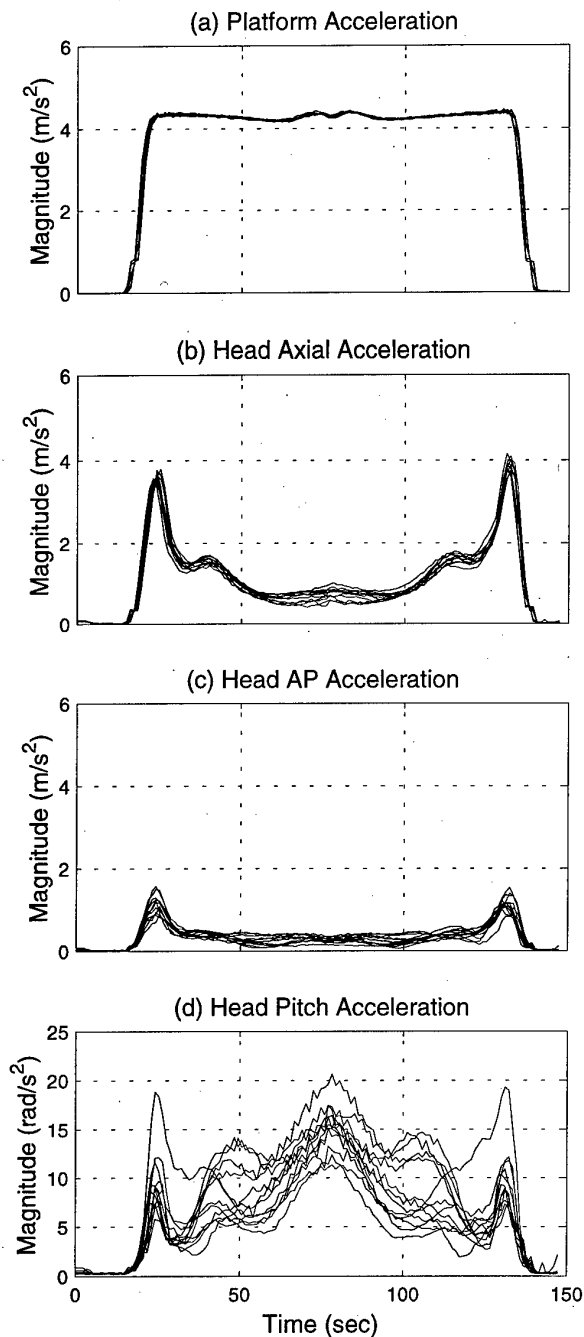 (a) Platform Acceleration
6
4
2
0
Magnitude (m/s²)
(b) Head Axial Acceleration
6
4
2
0
Magnitude (m/s²)
(c) Head AP Acceleration
6
4
2
0
Magnitude (m/s²)
(d) Head Pitch Acceleration
25
20
15
10
5
0
Magnitude (rad/s²)
0 50 100 150
Time (sec)